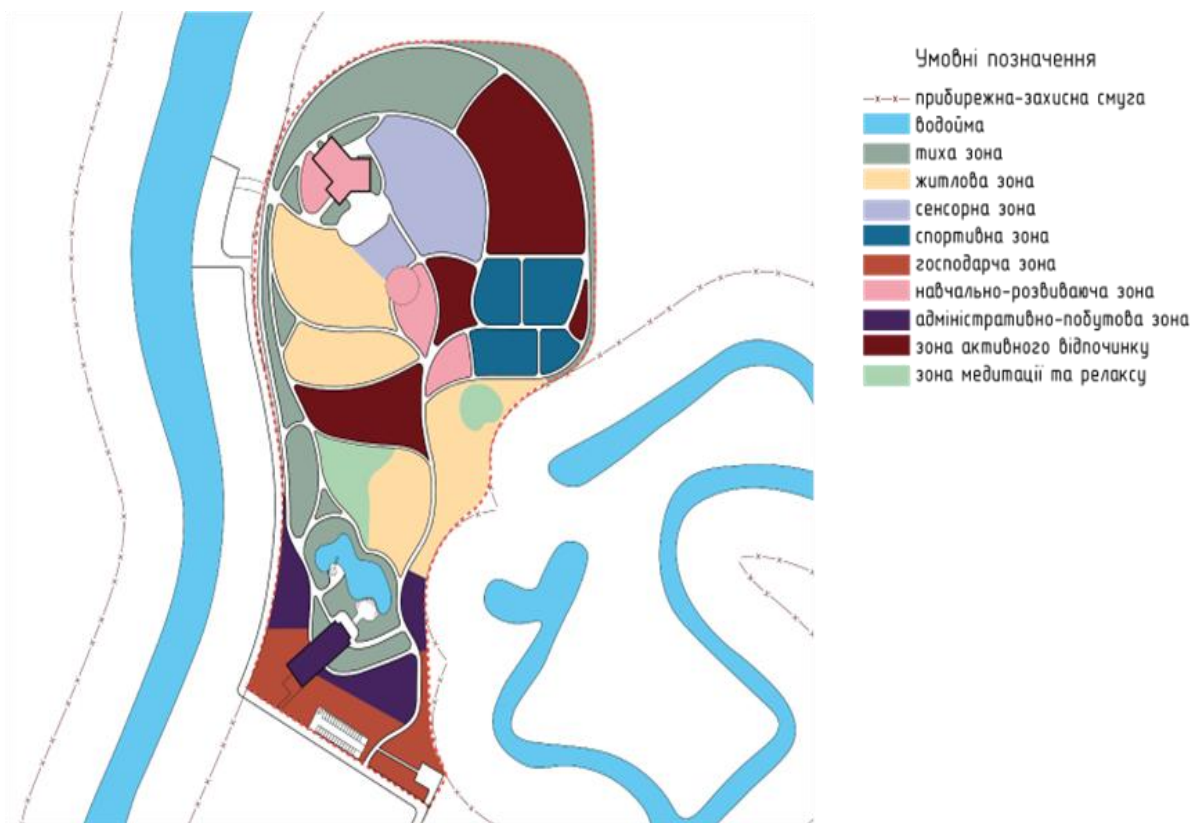 Умовні позначення
прибирежна-захисна смуга
водойма
тиха зона
житлова зона
сенсорна зона
спортивна зона
господарча зона
навчально-розвиваюча зона
адміністративно-побутова зона
зона активного відпочинку
зона медитації та релаксу